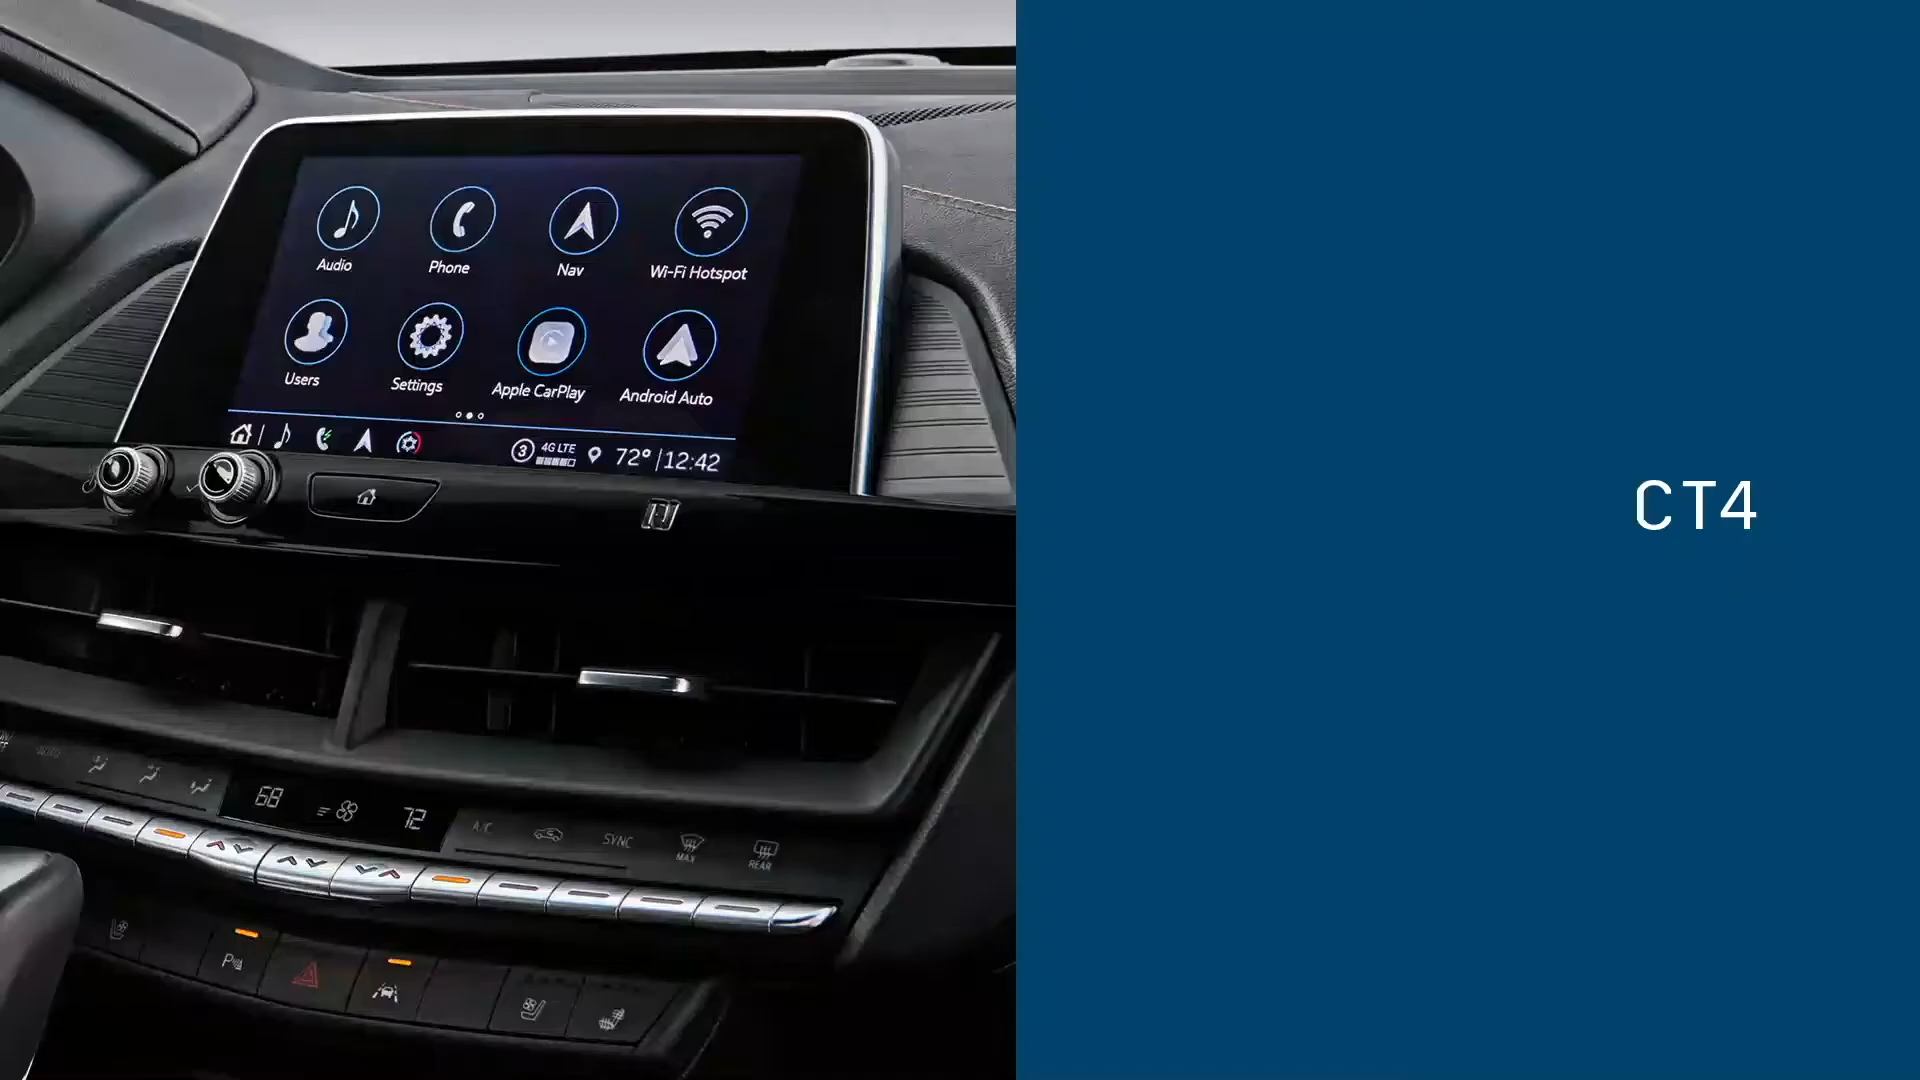 Audio
Phone
Nav
Wi-Fi Hotspot
Users
Settings
Apple CarPlay
Android Auto
3
4G LTE
72° | 12:42
CT4
68
72
A/C
SYNC
MAX
REAR
P